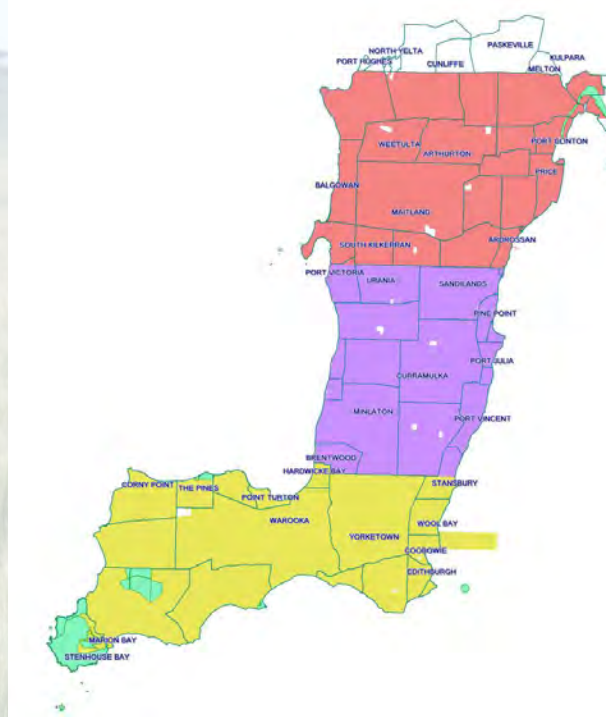 PASKEVILLE
NORTH YELTA
KULPARA
PORT HUGHES
CUNLIFFE
MELTON
WEETULTA
PORT CLINTON
ARTHURTON
PRICE
BALGOWAN
MAITLAND
SOUTH KILKERRAN
ARDROSSAN
PORT VICTORIA
URANIA
SANDILANDS
PINE POINT
PORT JULIA
CURRAMULKA
MINLATON
PORT VINCENT
BRENTWOOD
HARDWICKE BAY
CORNY POINT
THE PINES
STANSBURY
POINT TURTON
WAROOKA
WOOL BAY
YORKETOWN
COOBOWIE
EDITHBURGH
MARION BAY
STENHOUSE BAY